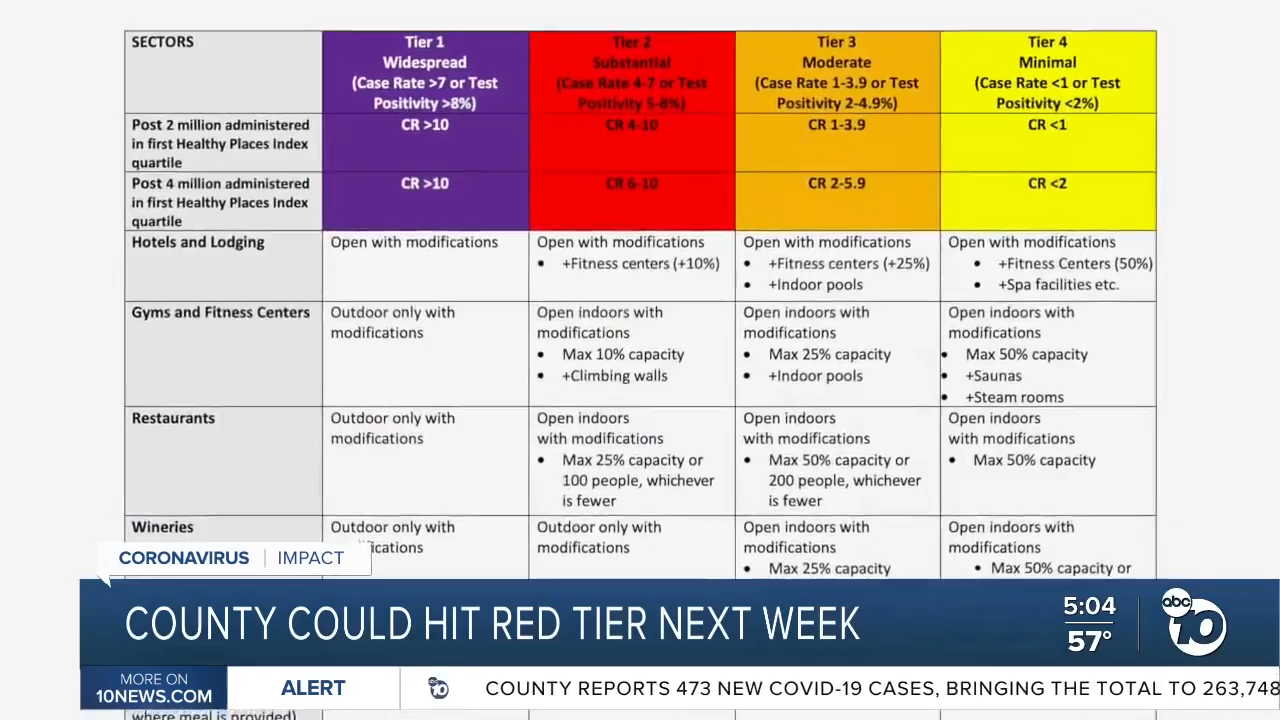 SECTORS
Tier 1
Widespread
(Case Rate >7 or Test
Positivity >8%)
Tier 2
Substantial
(Case Rate 4-7 or Test
Positivity 5-8%)
Tier 3
Moderate
(Case Rate 1-3.9 or Test
Positivity 2-4.9%)
Tier 4
Minimal
(Case Rate <1 or Test
Positivity <2%)
Post 2 million administered
in first Healthy Places Index
quartile
CR >10
CR 4-10
CR 1-3.9
CR <1
Post 4 million administered
in first Healthy Places Index
quartile
CR >10
CR 6-10
CR 2-5.9
CR <2
Hotels and Lodging
Open with modifications
Open with modifications
• +Fitness centers (+10%)
Open with modifications
• +Fitness centers (+25%)
• +Indoor pools
Open with modifications
• +Fitness Centers (50%)
• +Spa facilities etc.
Gyms and Fitness Centers
Outdoor only with
modifications
Open indoors with
modifications
• Max 10% capacity
• +Climbing walls
Open indoors with
modifications
• Max 25% capacity
• +Indoor pools
Open indoors with
modifications
• Max 50% capacity
• +Saunas
• +Steam rooms
Restaurants
Outdoor only with
modifications
Open indoors
with modifications
• Max 25% capacity or
100 people, whichever
is fewer
Open indoors
with modifications
• Max 50% capacity or
200 people, whichever
is fewer
Open indoors
with modifications
• Max 50% capacity
Wineries
Outdoor only with
ifications
Outdoor only with
modifications
Open indoors with
modifications
• Max 25% capacity
Open indoors with
modifications
• Max 50% capacity or
CORONAVIRUS | IMPACT
COUNTY COULD HIT RED TIER NEXT WEEK
5:04
57°
abc
10
MORE ON
10NEWS.COM
ALERT
abc 10
COUNTY REPORTS 473 NEW COVID-19 CASES, BRINGING THE TOTAL TO 263,748
where meal is provided)